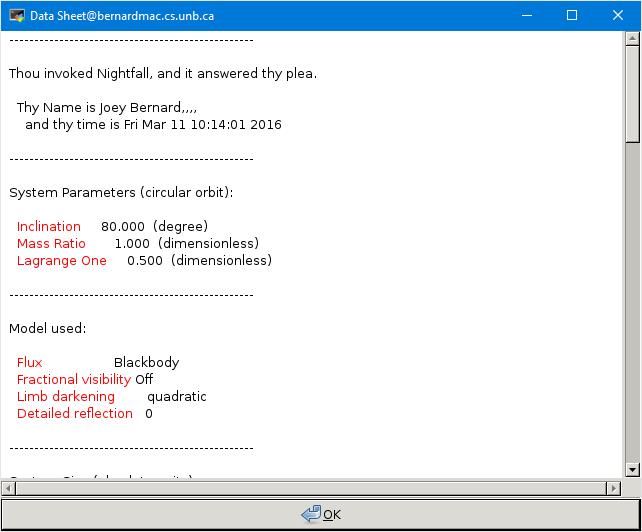 Data Sheet@bernardmac.cs.unb.ca
-------------------------------------------------
Thou invoked Nightfall, and it answered thy plea.
Thy Name is Joey Bernard,,,,
and thy time is Fri Mar 11 10:14:01 2016
-------------------------------------------------
System Parameters (circular orbit):
Inclination 80.000 (degree)
Mass Ratio 1.000 (dimensionless)
Lagrange One 0.500 (dimensionless)
-------------------------------------------------
Model used:
Flux Blackbody
Fractional visibility Off
Limb darkening quadratic
Detailed reflection 0
-------------------------------------------------
OK